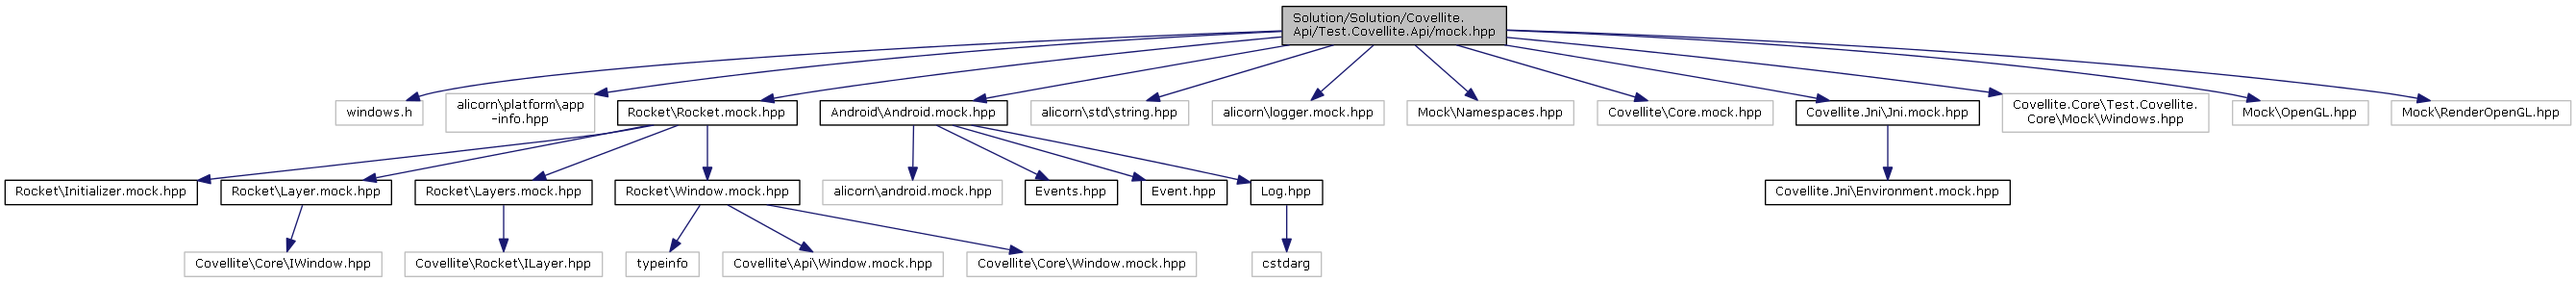 Solution/Solution/Covellite.
Api/Test.Covellite.Api/mock.hpp
windows.h
alicorn\platform\app
-info.hpp
Rocket\Rocket.mock.hpp
Android\Android.mock.hpp
alicorn\std\string.hpp
alicorn\logger.mock.hpp
Mock\Namespaces.hpp
Covellite\Core.mock.hpp
Covellite.Jni\Jni.mock.hpp
Covellite.Core\Test.Covellite.
Core\Mock\Windows.hpp
Mock\OpenGL.hpp
Mock\RenderOpenGL.hpp
Rocket\Initializer.mock.hpp
Rocket\Layer.mock.hpp
Rocket\Layers.mock.hpp
Rocket\Window.mock.hpp
alicorn\android.mock.hpp
Events.hpp
Event.hpp
Log.hpp
Covellite.Jni\Environment.mock.hpp
Covellite\Core\IWindow.hpp
Covellite\Rocket\ILayer.hpp
typeinfo
Covellite\Api\Window.mock.hpp
Covellite\Core\Window.mock.hpp
cstdarg